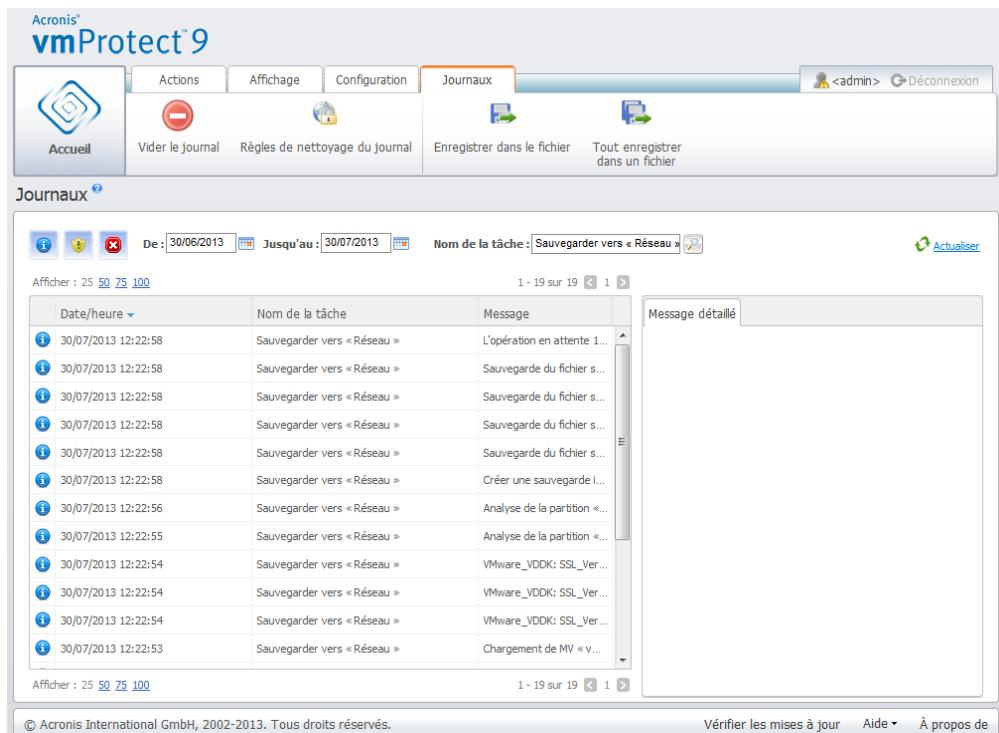 Acronis®
vmProtect™ 9
Actions
Affichage
Configuration
Journaux
<admin>
Déconnexion
Accueil
Vider le journal
Règles de nettoyage du journal
Enregistrer dans le fichier
Tout enregistrer
dans un fichier
Journaux
De : 30/06/2013
Jusqu'au : 30/07/2013
Nom de la tâche : Sauvegarder vers « Réseau »
Actualiser
Afficher : 25 50 75 100
1 - 19 sur 19 1
Date/heure
Nom de la tâche
Message
Message détaillé
30/07/2013 12:22:58 Sauvegarder vers « Réseau » L'opération en attente 1...
30/07/2013 12:22:58 Sauvegarder vers « Réseau » Sauvegarde du fichier s...
30/07/2013 12:22:58 Sauvegarder vers « Réseau » Sauvegarde du fichier s...
30/07/2013 12:22:58 Sauvegarder vers « Réseau » Sauvegarde du fichier s...
30/07/2013 12:22:58 Sauvegarder vers « Réseau » Sauvegarde du fichier s...
30/07/2013 12:22:58 Sauvegarder vers « Réseau » Créer une sauvegarde i...
30/07/2013 12:22:56 Sauvegarder vers « Réseau » Analyse de la partition «...
30/07/2013 12:22:55 Sauvegarder vers « Réseau » Analyse de la partition «...
30/07/2013 12:22:54 Sauvegarder vers « Réseau » VMware_VDDK: SSL_Ver...
30/07/2013 12:22:54 Sauvegarder vers « Réseau » VMware_VDDK: SSL_Ver...
30/07/2013 12:22:54 Sauvegarder vers « Réseau » VMware_VDDK: SSL_Ver...
30/07/2013 12:22:53 Sauvegarder vers « Réseau » Chargement de MV « v...
Afficher : 25 50 75 100
1 - 19 sur 19 1
© Acronis International GmbH, 2002-2013. Tous droits réservés.
Vérifier les mises à jour
Aide
À propos de